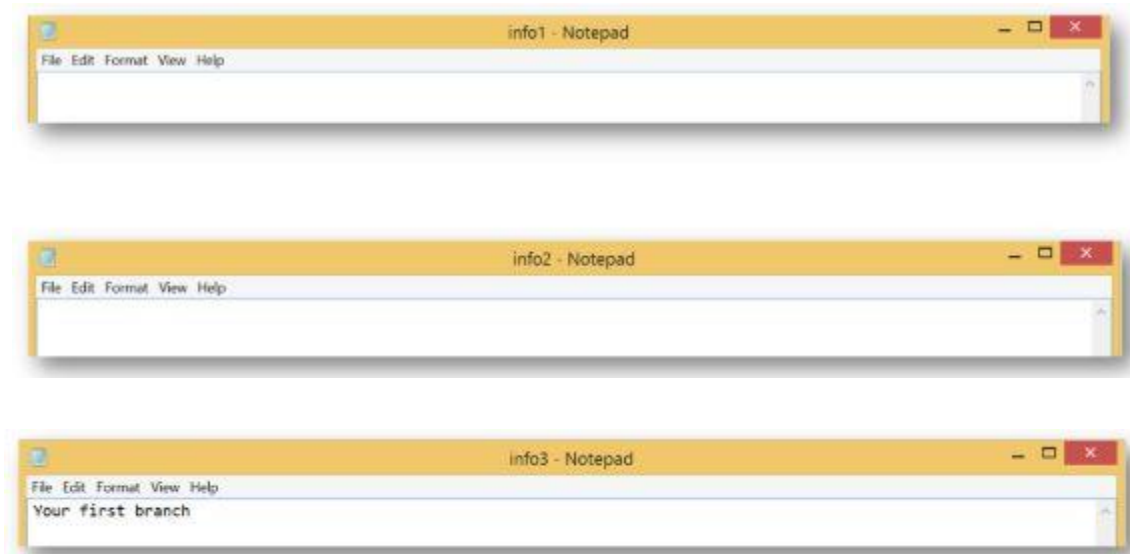 info1 - Notepad
File Edit Format View Help
info2 - Notepad
File Edit Format View Help
info3 - Notepad
File Edit Format View Help
Your first branch